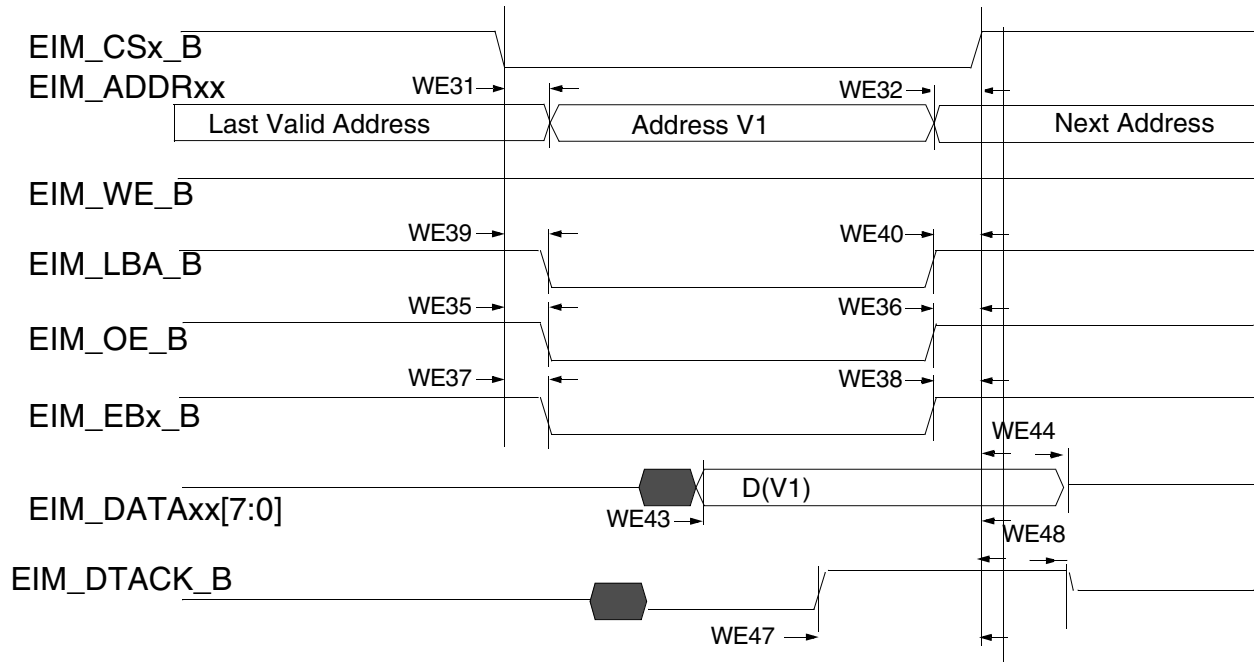 EIM_CSx_B
EIM_ADDRxx
WE31
WE32
Last Valid Address
Address V1
Next Address
EIM_WE_B
WE39
WE40
EIM_LBA_B
WE35
WE36
EIM_OE_B
WE37
WE38
EIM_EBx_B
WE44
D(V1)
EIM_DATAxx[7:0]
WE43
WE48
EIM_DTACK_B
WE47